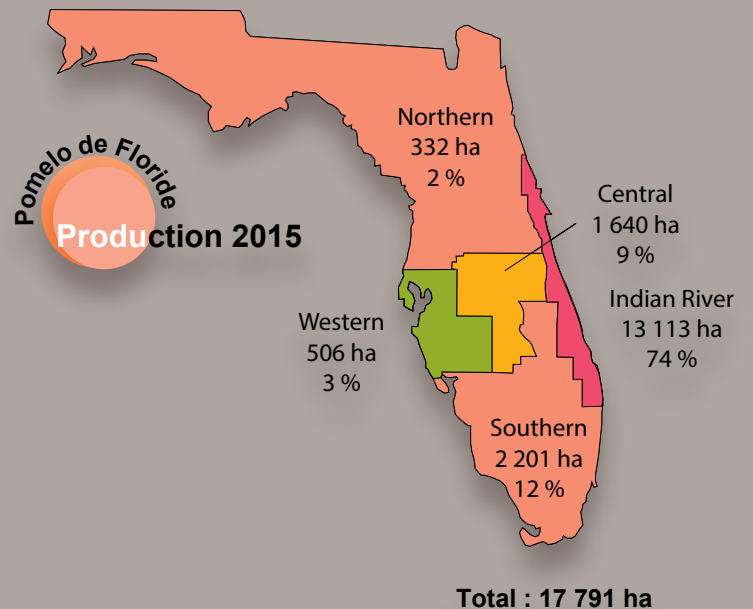 Pomelo de Floride
Production 2015
Northern
332 ha
2 %
Central
1 640 ha
9 %
Indian River
13 113 ha
74 %
Western
506 ha
3 %
Southern
2 201 ha
12 %
Total : 17 791 ha